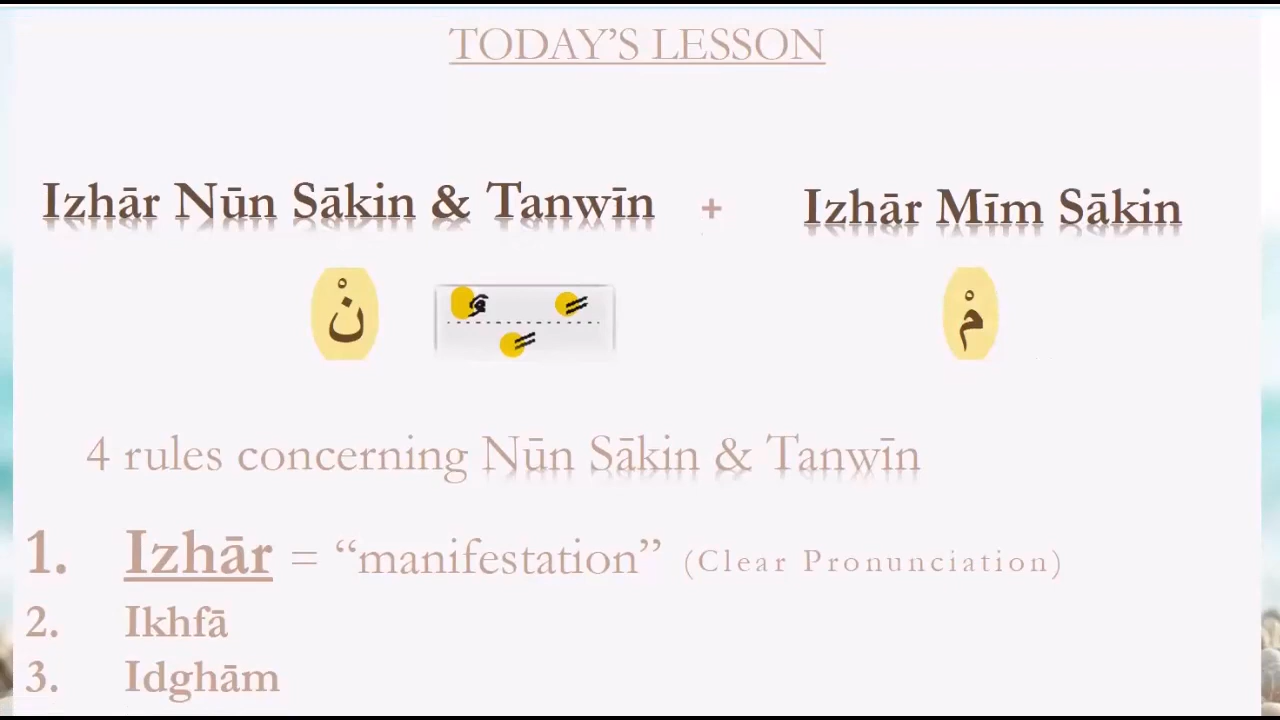 TODAY'S LESSON
Izhār Nūn Sākin & Tanwīn + Izhār Mīm Sākin
نْ مْ
4 rules concerning Nūn Sākin & Tanwīn
1. Izhār = “manifestation” (Clear Pronunciation)
2. Ikhfā
3. Idghām